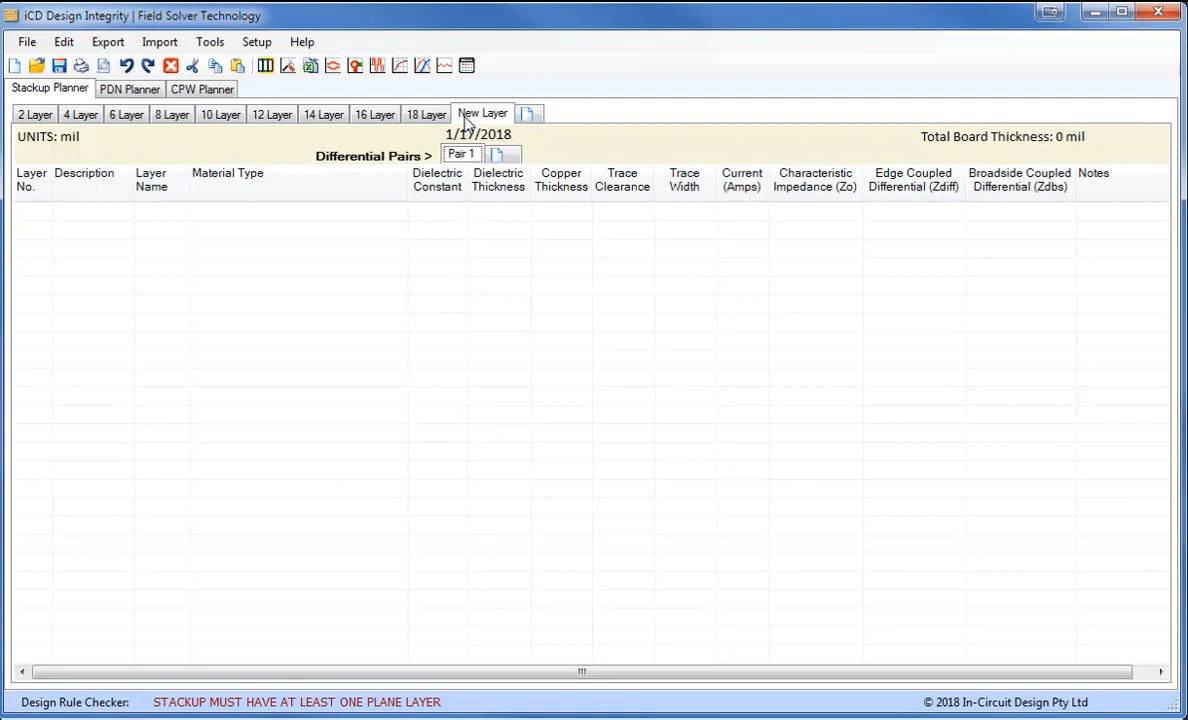 iCD Design Integrity | Field Solver Technology
File Edit Export Import Tools Setup Help
Stackup Planner PDN Planner CPW Planner
2 Layer 4 Layer 6 Layer 8 Layer 10 Layer 12 Layer 14 Layer 16 Layer 18 Layer New Layer
UNITS: mil 1/17/2018 Total Board Thickness: 0 mil
Differential Pairs > Pair 1
Layer Description Layer Material Type Dielectric Dielectric Copper Trace Trace Current Characteristic Edge Coupled Broadside Coupled Notes
No. Name Constant Thickness Thickness Clearance Width (Amps) Impedance (Zo) Differential (Zdiff) Differential (Zdbs)
Design Rule Checker: STACKUP MUST HAVE AT LEAST ONE PLANE LAYER © 2018 In-Circuit Design Pty Ltd